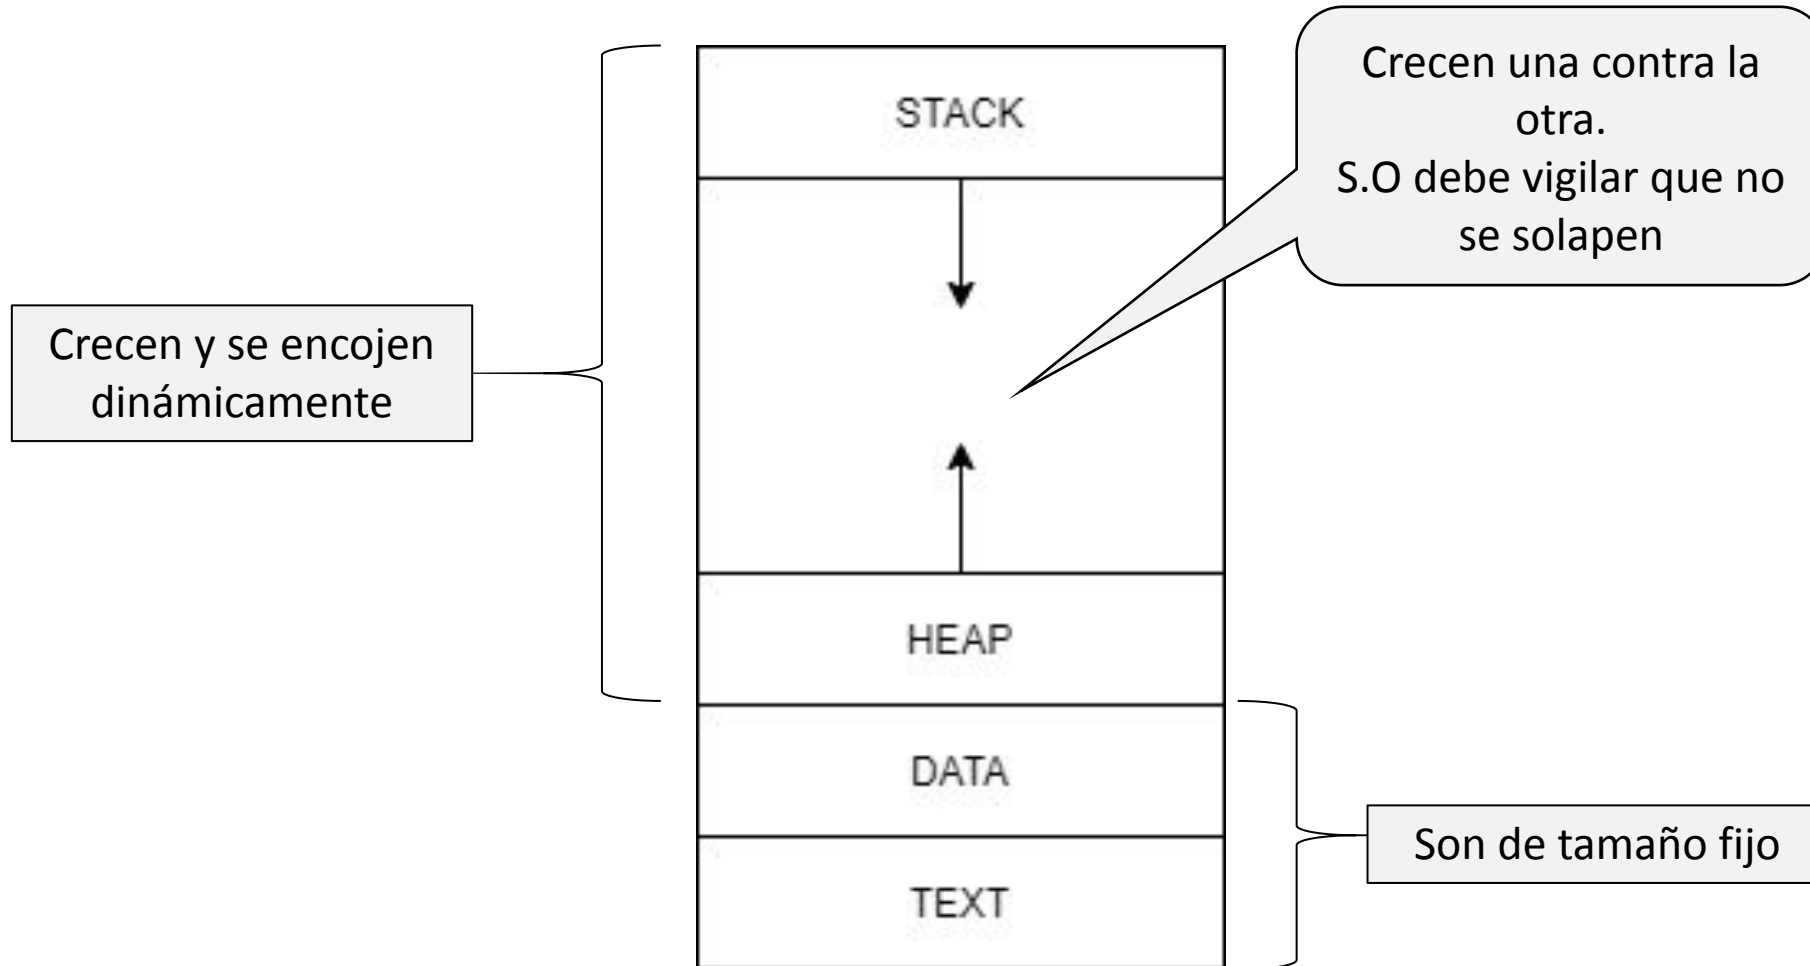 STACK
Crecen una contra la
otra.
S.O debe vigilar que no
se solapen
Crecen y se encojen
dinámicamente
HEAP
DATA
Son de tamaño fijo
TEXT